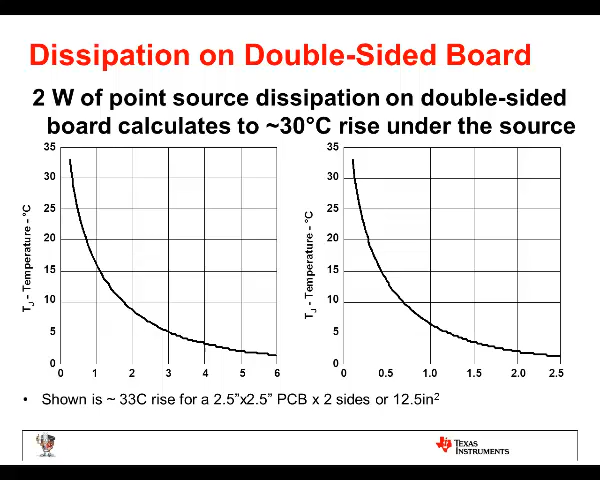 Dissipation on Double-Sided Board
2 W of point source dissipation on double-sided
board calculates to ~30°C rise under the source
35
30
25
20
15
10
5
0
T_J - Temperature - °C
0 1 2 3 4 5 6
35
30
25
20
15
10
5
0
T_J - Temperature - °C
0 0.5 1.0 1.5 2.0 2.5
• Shown is ~ 33C rise for a 2.5”x2.5” PCB x 2 sides or 12.5in²
TEXAS
INSTRUMENTS